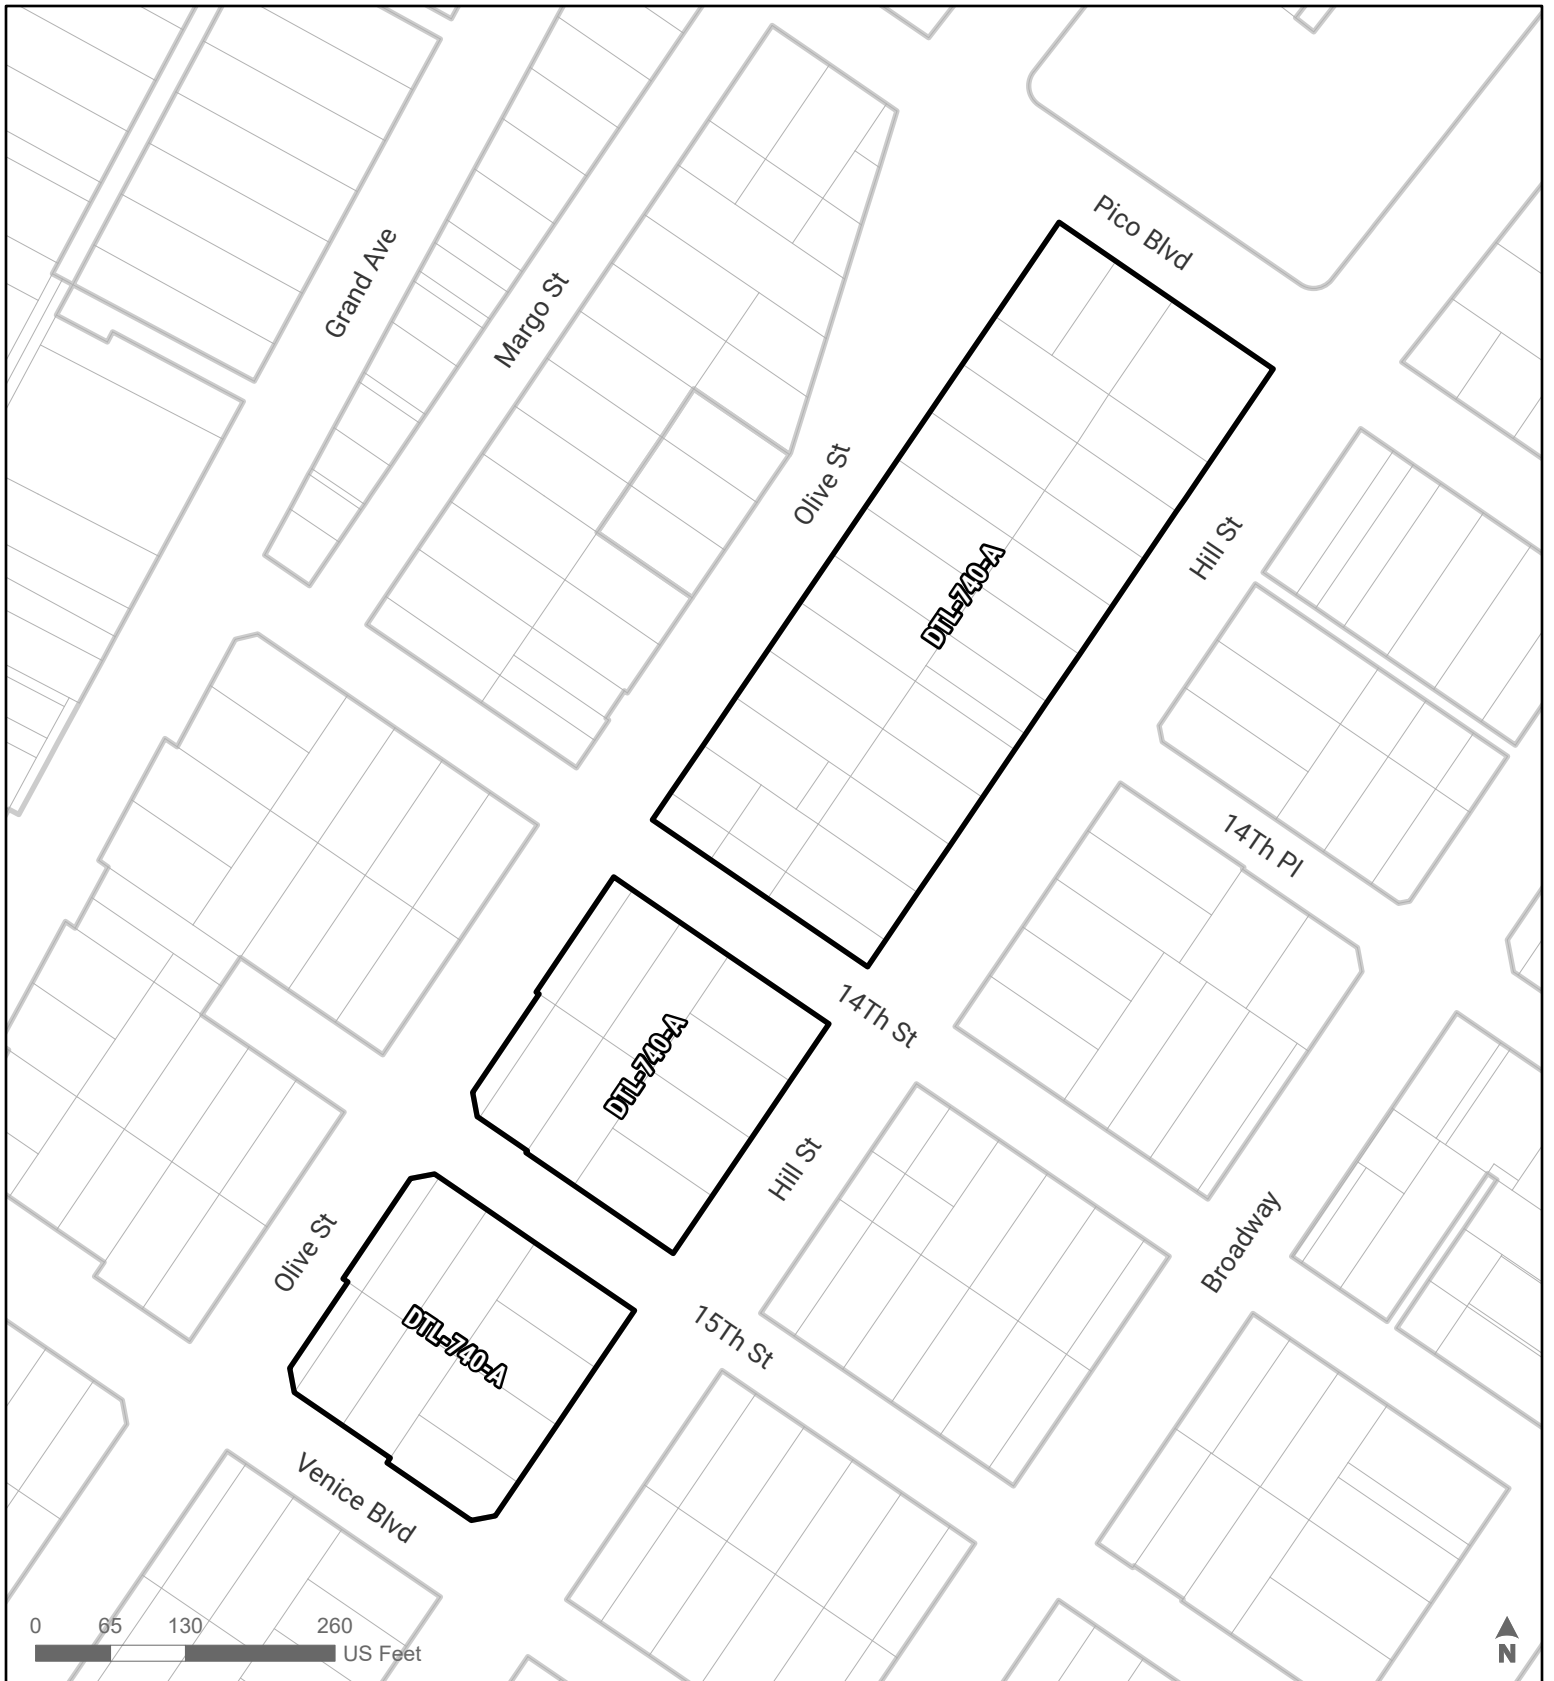 Pico Blvd
Grand Ave
Margo St
Olive St
Hill St
DTL-740-A
14Th Pl
14Th St
DTL-740-A
Hill St
Olive St
Broadway
15Th St
DTL-740-A
Venice Blvd
0 65 130 260
US Feet
N